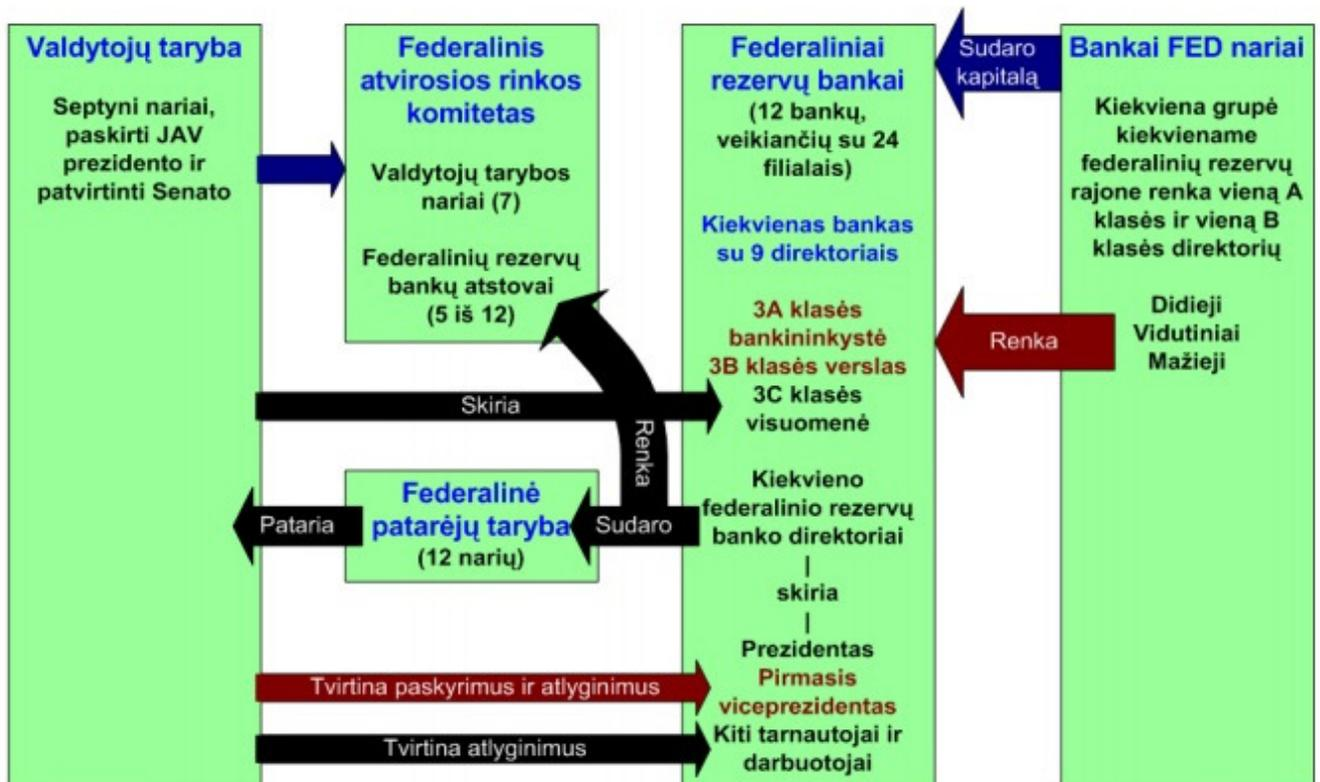 Valdytojų taryba
Septyni nariai,
paskirti JAV
prezidento ir
patvirtinti Senato
Federalinis
atvirosios rinkos
komitetas
Valdytojų tarybos
nariai (7)
Federalinių rezervų
bankų atstovai
(5 iš 12)
Federaliniai
rezervų bankai
(12 bankų,
veikiančių su 24
filialais)
Kiekvienas bankas
su 9 direktoriais
3A klasės
bankininkystė
3B klasės verslas
3C klasės
visuomenė
Kiekvieno
federalinio rezervų
banko direktoriai
|
skiria
|
Prezidentas
Pirmasis
viceprezidentas
Kiti tarnautojai ir
darbuotojai
Sudaro
kapitalą
Bankai FED nariai
Kiekviena grupė
kiekviename
federalinių rezervų
rajone renka vieną A
klasės ir vieną B
klasės direktorių
Didieji
Vidutiniai
Mažieji
Renka
Skiria
Renka
Federalinė
patarėjų taryba
(12 narių)
Pataria
Sudaro
Tvirtina paskyrimus ir atlyginimus
Tvirtina atlyginimus